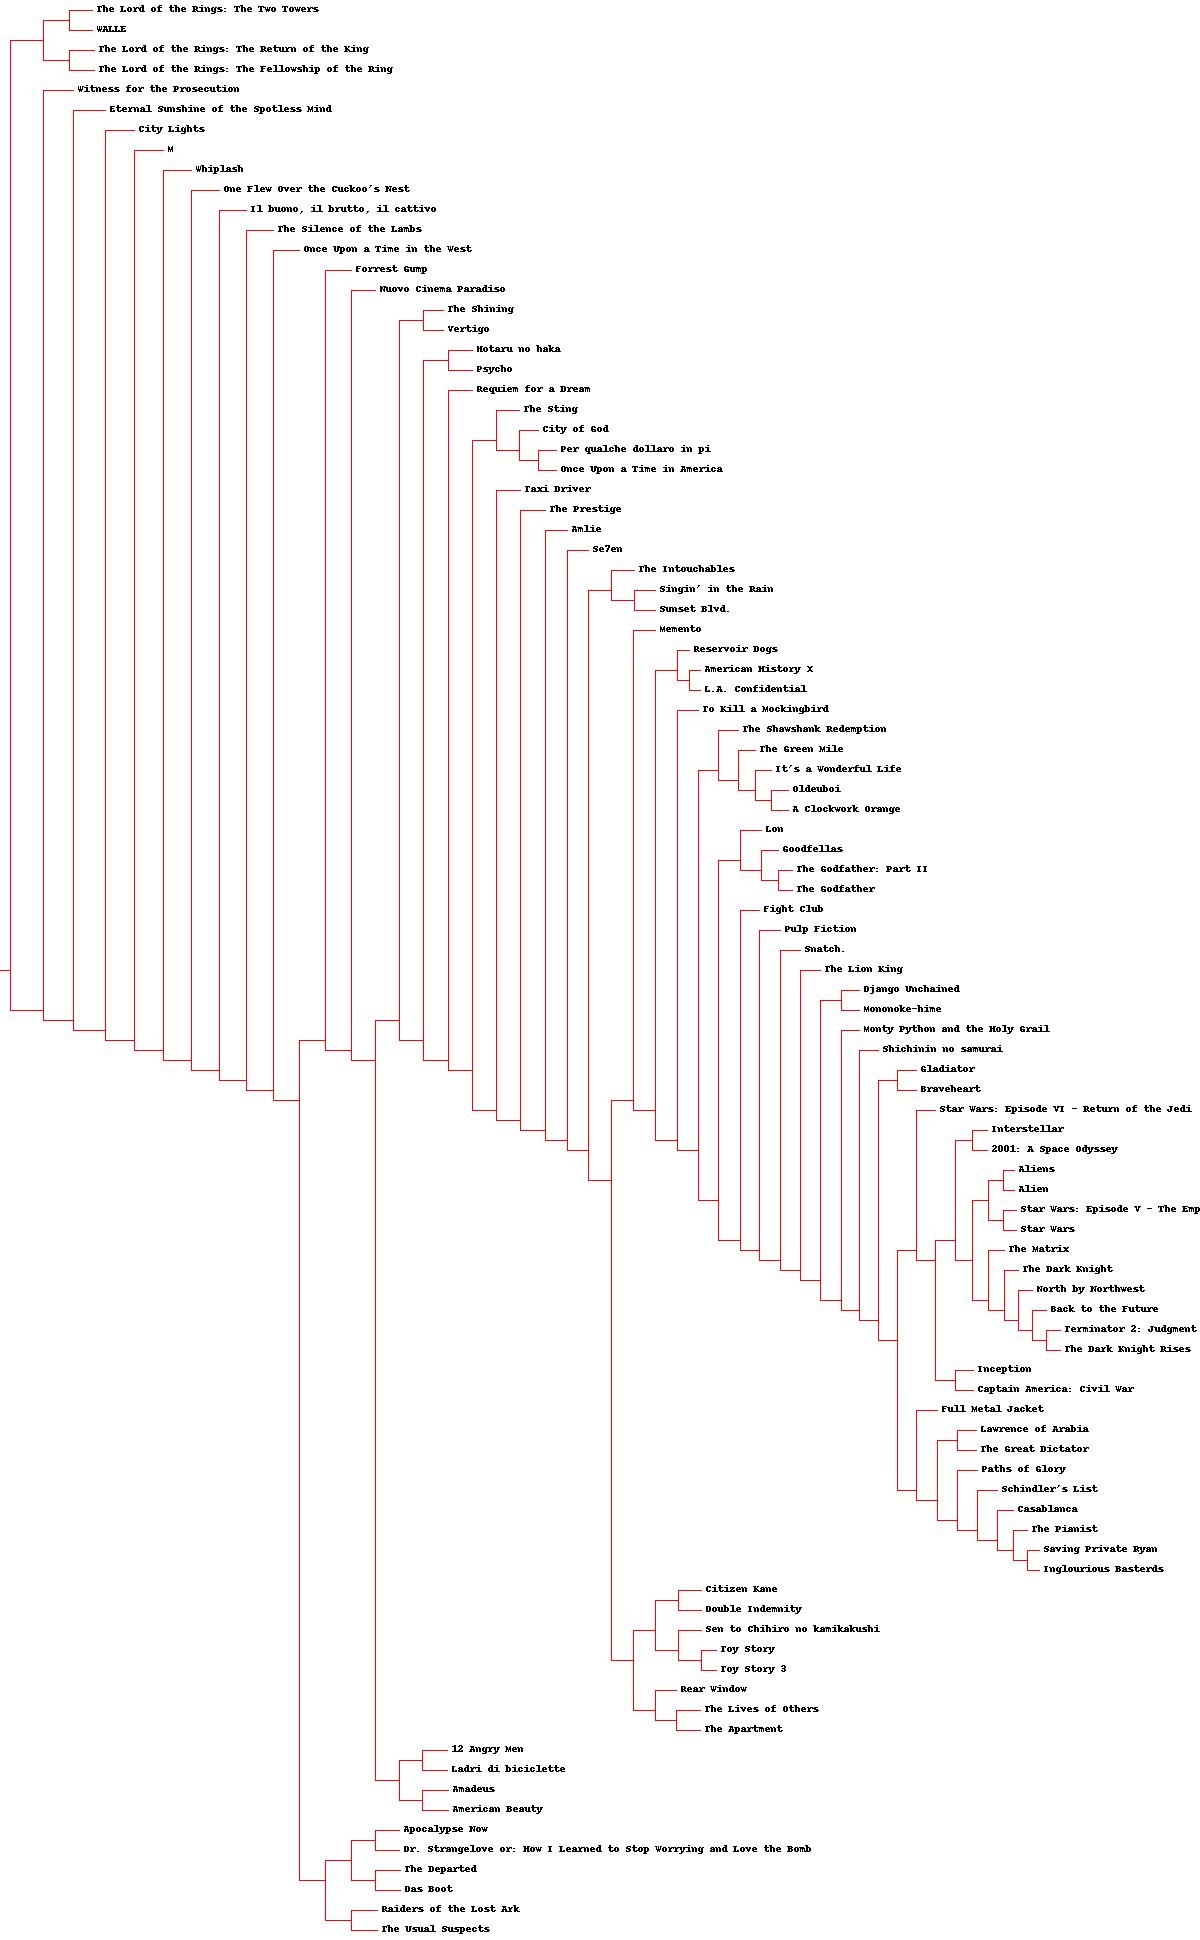 The Lord of the Rings: The Two Towers
WALLE
The Lord of the Rings: The Return of the King
The Lord of the Rings: The Fellowship of the Ring
Witness for the Prosecution
Eternal Sunshine of the Spotless Mind
City Lights
M
Whiplash
One Flew Over the Cuckoo's Nest
Il buono, il brutto, il cattivo
The Silence of the Lambs
Once Upon a Time in the West
Forrest Gump
Nuovo Cinema Paradiso
The Shining
Vertigo
Hotaru no haka
Psycho
Requiem for a Dream
The Sting
City of God
Per qualche dollaro in pi
Once Upon a Time in America
Taxi Driver
The Prestige
Amlie
Se7en
The Intouchables
Singin' in the Rain
Sunset Blvd.
Memento
Reservoir Dogs
American History X
L.A. Confidential
To Kill a Mockingbird
The Shawshank Redemption
The Green Mile
It's a Wonderful Life
Oldeuboi
A Clockwork Orange
Lon
Goodfellas
The Godfather: Part II
The Godfather
Fight Club
Pulp Fiction
Snatch.
The Lion King
Django Unchained
Mononoke-hime
Monty Python and the Holy Grail
Shichinin no samurai
Gladiator
Braveheart
Star Wars: Episode VI - Return of the Jedi
Interstellar
2001: A Space Odyssey
Aliens
Alien
Star Wars: Episode V - The Emp
Star Wars
The Matrix
The Dark Knight
North by Northwest
Back to the Future
Terminator 2: Judgment
The Dark Knight Rises
Inception
Captain America: Civil War
Full Metal Jacket
Lawrence of Arabia
The Great Dictator
Paths of Glory
Schindler's List
Casablanca
The Pianist
Saving Private Ryan
Inglourious Basterds
Citizen Kane
Double Indemnity
Sen to Chihiro no kamikakushi
Toy Story
Toy Story 3
Rear Window
The Lives of Others
The Apartment
12 Angry Men
Ladri di biciclette
Amadeus
American Beauty
Apocalypse Now
Dr. Strangelove or: How I Learned to Stop Worrying and Love the Bomb
The Departed
Das Boot
Raiders of the Lost Ark
The Usual Suspects